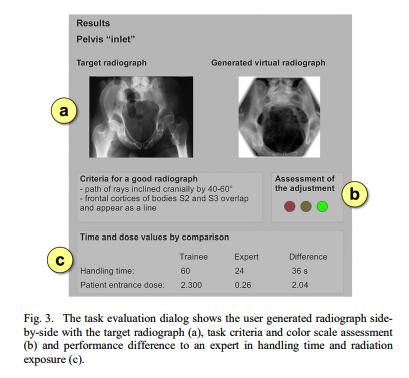 Results
Pelvis “inlet”
Target radiograph Generated virtual radiograph
a
Criteria for a good radiograph
- path of rays inclined cranially by 40-60°
- frontal cortices of bodies S2 and S3 overlap
and appear as a line
Assessment of
the adjustment
b
Time and dose values by comparison
c
Trainee Expert Difference
Handling time: 60 24 36 s
Patient entrance dose: 2.300 0.26 2.04
Fig. 3. The task evaluation dialog shows the user generated radiograph side-
by-side with the target radiograph (a), task criteria and color scale assessment
(b) and performance difference to an expert in handling time and radiation
exposure (c).